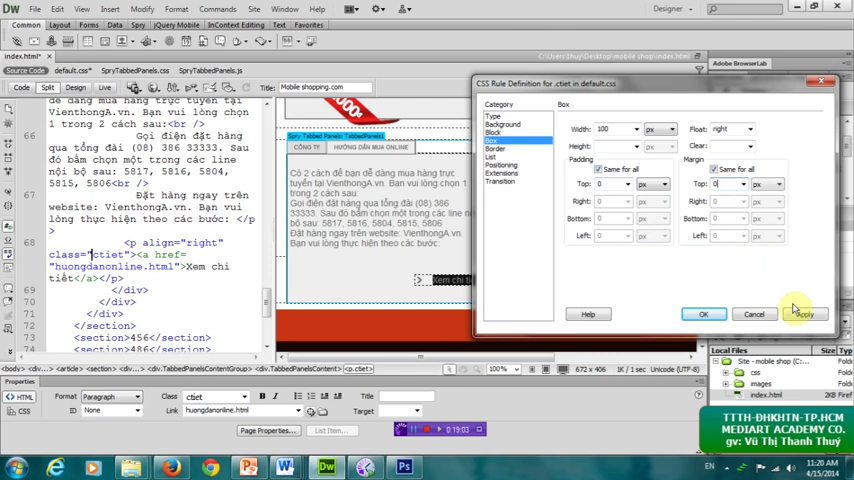 Dw File Edit View Insert Modify Format Commands Site Window Help Designer
Common Layout Forms Data Spry jQuery Mobile InContext Editing Text Favorites
index.html* × C:\Users\thuy\Desktop\mobile shop\index.html
Source Code default.css* SpryTabbedPanels.css SpryTabbedPanels.js
Code Split Design Live Title: Mobile shopping.com
Adobe BrowserLab
dễ dàng mua hàng trực tuyến tại
VienthongA.vn. Bạn vui lòng chọn
1 trong 2 cách sau:<br />
66 Gọi điện đặt
hàng qua tổng đài (08) 386 33333. Sau
đó bấm chọn một trong các line
nội bộ sau: 5817, 5816, 5804,
5815, 5806<br />
67 Đặt hàng ngay trên
website: VienthongA.vn. Bạn vui
lòng thực hiện theo các bước: </p
>
68 <p align="right"
class="ctiet"><a href=
"huongdanonline.html">Xem chi
tiết</a></p>
69 </div>
70 </div>
71 </div>
72 </section>
73 <section>456</section>
74 <section>486</section>
Spry Tabbed Panels: TabbedPanels1
CÔNG TY HƯỚNG DẪN MUA ONLINE
Có 2 cách để bạn dễ dàng mua hàng trực
tuyến tại VienthongA.vn. Bạn vui lòng chọn 1
trong 2 cách sau:
Gọi điện đặt hàng qua tổng đài (08) 386
33333. Sau đó bấm chọn một trong các line nội
bộ sau: 5817, 5816, 5804, 5815, 5806
Đặt hàng ngay trên website: VienthongA.vn.
Bạn vui lòng thực hiện theo các bước:
CSS Rule Definition for .ctiet in default.css
Category
Type
Background
Block
Box
Border
List
Positioning
Extensions
Transition
Box
Width: 100 px Float: right
Height: px Clear:
Padding Margin
Same for all Same for all
Top: 0 px Top: 0 px
Right: 0 px Right: 0 px
Bottom: 0 px Bottom: 0 px
Left: 0 px Left: 0 px
Help OK Cancel Apply
<body> <div> <article> <section> <div.TabbedPanelsContentGroup> <div.TabbedPanelsContent> <p.ctiet> 100% 672 x 406 1K / 1 sec Unicode (UTF-8)
Properties
HTML Format Paragraph Class ctiet B I Title
CSS ID None Link huongdanonline.html Target
Page Properties... List Item...
0:19:03
Local Files
Site - mobile shop (C:...
css
images
index.html 2KB
TTTH-ĐHKHTN-TP.HCM
MEDIART ACADEMY CO.
gv: Vũ Thị Thanh Thuý
EN 11:20 AM
4/15/2014